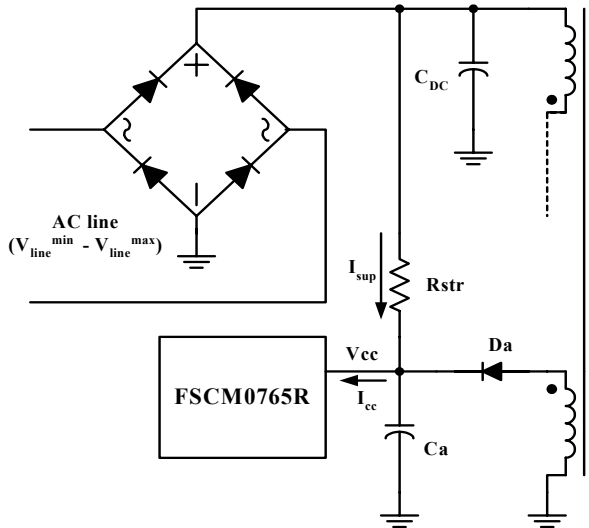 +
C_DC
~ ~
−
AC line
(V_line^min - V_line^max)
I_sup
Rstr
Da
Vcc
FSCM0765R
I_cc
Ca